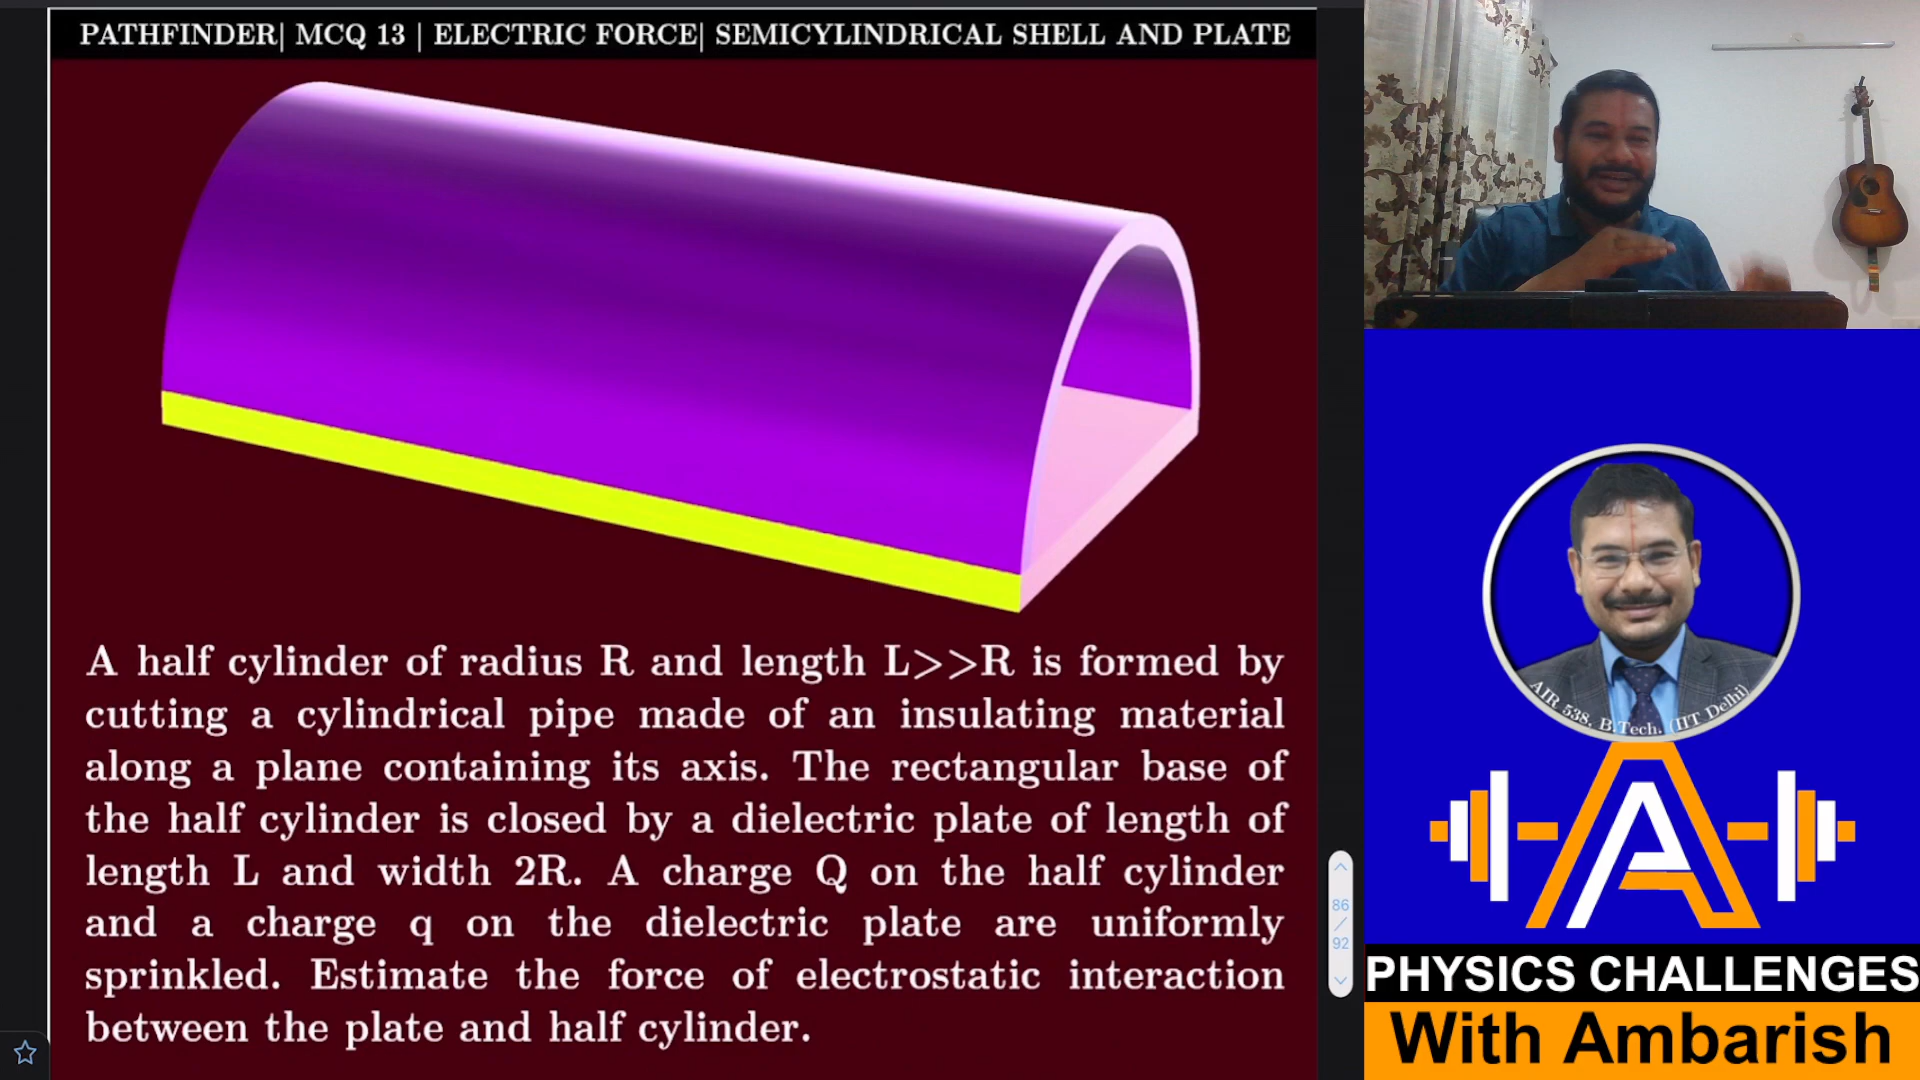 PATHFINDER| MCQ 13 | ELECTRIC FORCE| SEMICYLINDRICAL SHELL AND PLATE
A half cylinder of radius R and length L>>R is formed by
cutting a cylindrical pipe made of an insulating material
along a plane containing its axis. The rectangular base of
the half cylinder is closed by a dielectric plate of length of
length L and width 2R. A charge Q on the half cylinder
and a charge q on the dielectric plate are uniformly
sprinkled. Estimate the force of electrostatic interaction
between the plate and half cylinder.
86
/
92
AIR 538, B.Tech. (IIT Delhi)
A
PHYSICS CHALLENGES
With Ambarish